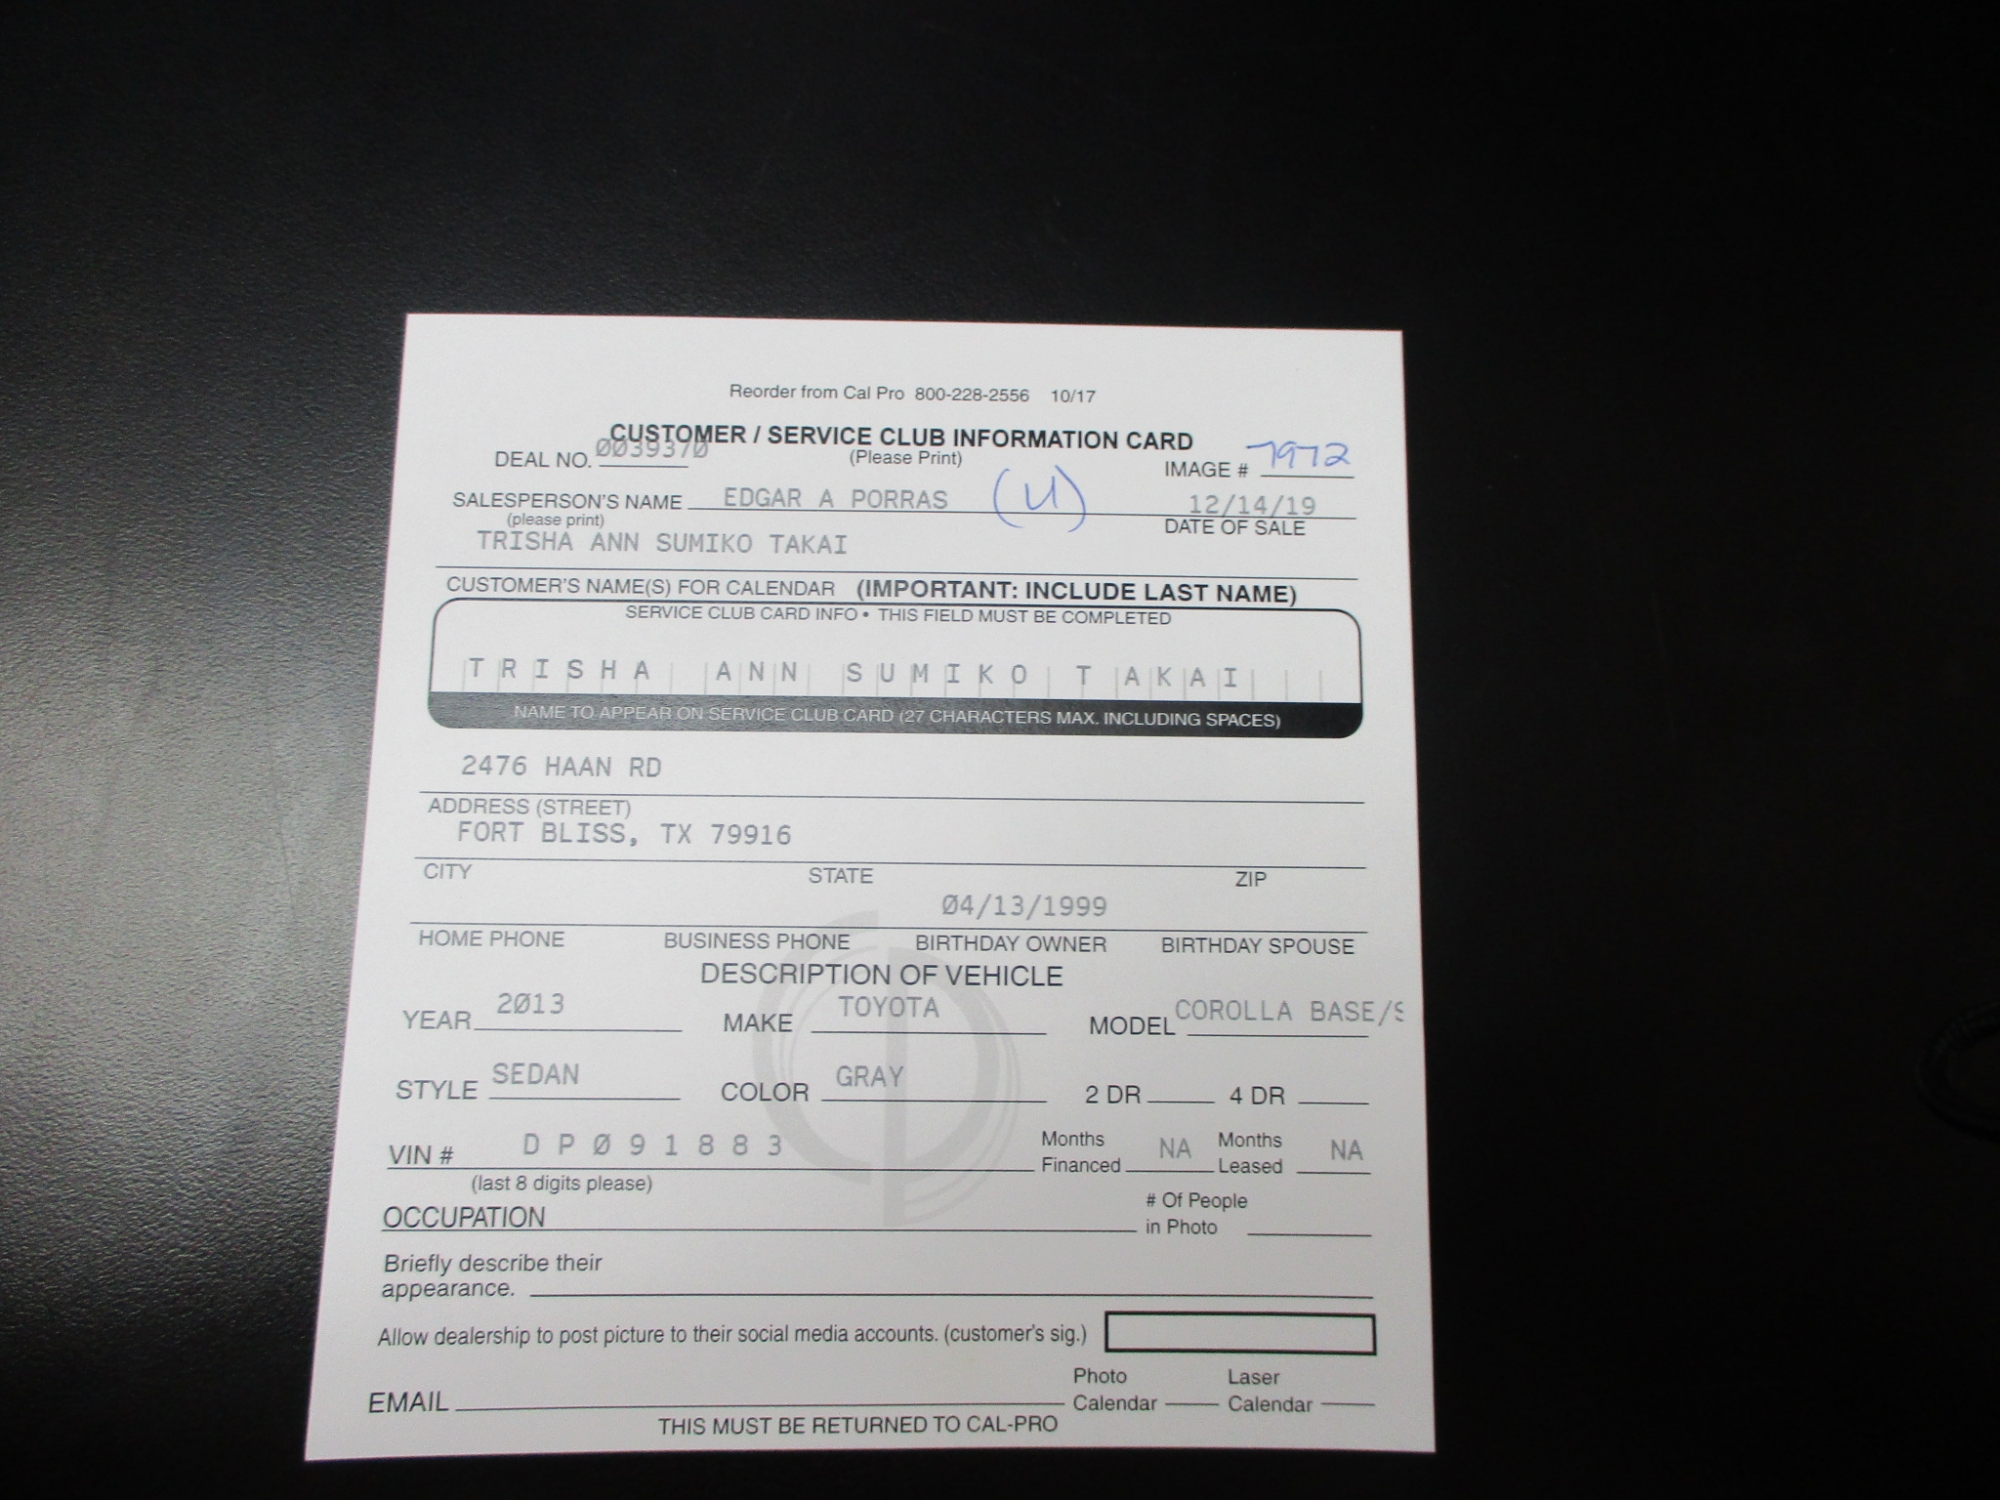 Reorder from Cal Pro 800-228-2556 10/17
CUSTOMER / SERVICE CLUB INFORMATION CARD
DEAL NO. 0039370 (Please Print) IMAGE # 7972
SALESPERSON'S NAME EDGAR A PORRAS (U) 12/14/19
(please print) DATE OF SALE
TRISHA ANN SUMIKO TAKAI
CUSTOMER'S NAME(S) FOR CALENDAR (IMPORTANT: INCLUDE LAST NAME)
SERVICE CLUB CARD INFO • THIS FIELD MUST BE COMPLETED
TRISHA ANN SUMIKO TAKAI
NAME TO APPEAR ON SERVICE CLUB CARD (27 CHARACTERS MAX. INCLUDING SPACES)
2476 HAAN RD
ADDRESS (STREET)
FORT BLISS, TX 79916
CITY STATE ZIP
04/13/1999
HOME PHONE BUSINESS PHONE BIRTHDAY OWNER BIRTHDAY SPOUSE
DESCRIPTION OF VEHICLE
YEAR 2013 MAKE TOYOTA MODEL COROLLA BASE/S
STYLE SEDAN COLOR GRAY 2 DR 4 DR
VIN # DP091883 Months Financed NA Months Leased NA
(last 8 digits please)
OCCUPATION # Of People in Photo
Briefly describe their
appearance.
Allow dealership to post picture to their social media accounts. (customer's sig.)
EMAIL Photo Calendar Laser Calendar
THIS MUST BE RETURNED TO CAL-PRO